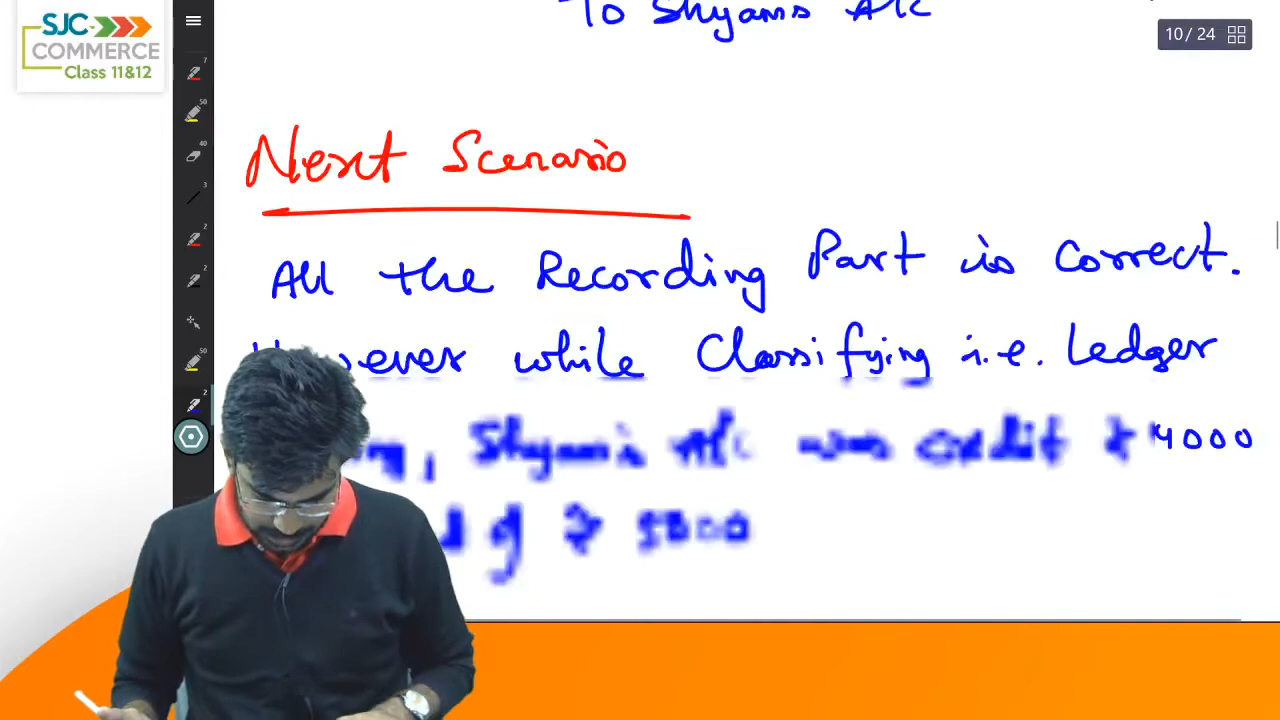 SJC
COMMERCE
Class 11&12
10 / 24
To Shyam's A/c
Next Scenario
All the Recording Part is correct.
while Classifying i.e. Ledger
Shyam's A/c was credit ₹ 4000
of ₹ 5000